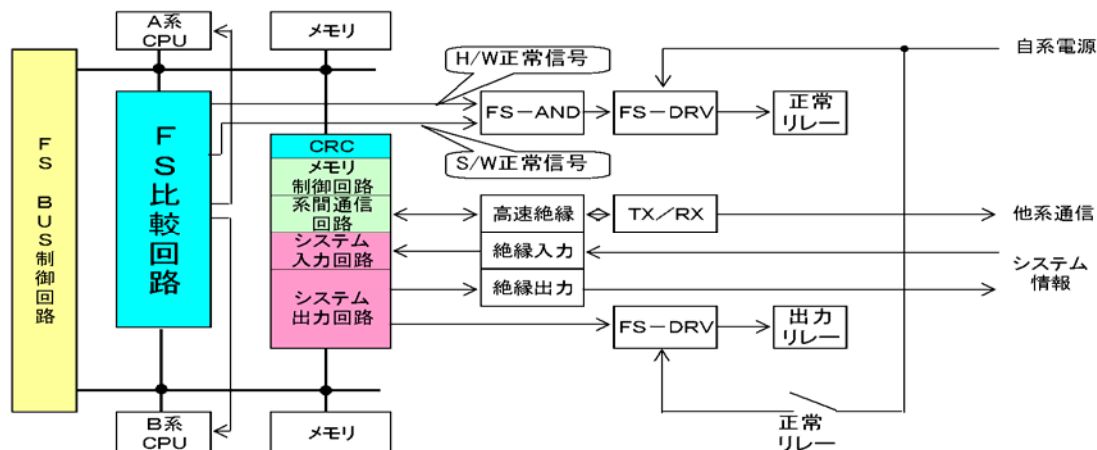 A系
CPU
メモリ
H/W正常信号
自系電源
FS-AND
FS-DRV
正常
リレー
FS比較回路
FS BUS制御回路
CRC
メモリ
制御回路
系間通信
回路
システム
入力回路
システム
出力回路
S/W正常信号
高速絶縁
TX/RX
他系通信
絶縁入力
絶縁出力
システム
情報
FS-DRV
出力
リレー
正常
リレー
B系
CPU
メモリ